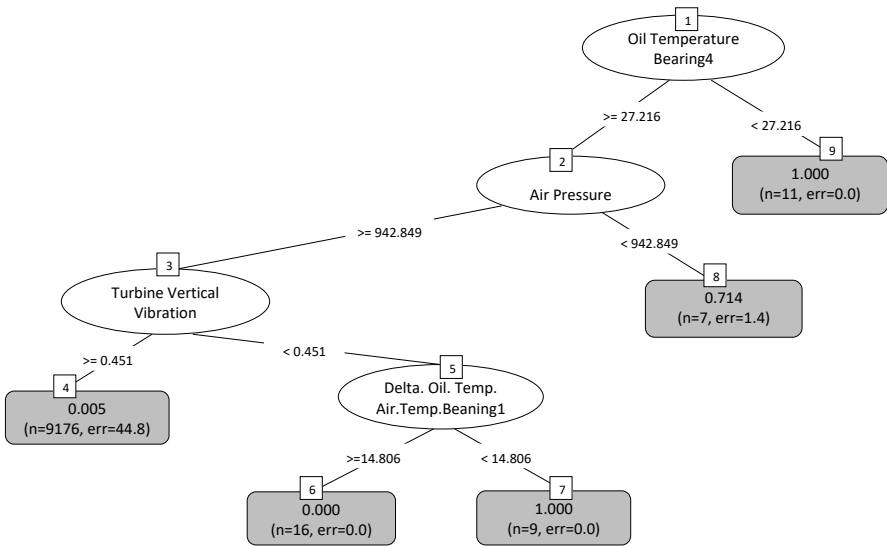 1
Oil Temperature
Bearing4
>= 27.216
< 27.216
2
Air Pressure
9
1.000
(n=11, err=0.0)
>= 942.849
< 942.849
3
Turbine Vertical
Vibration
8
0.714
(n=7, err=1.4)
>= 0.451
< 0.451
4
0.005
(n=9176, err=44.8)
5
Delta. Oil. Temp.
Air.Temp.Beaning1
>=14.806
< 14.806
6
0.000
(n=16, err=0.0)
7
1.000
(n=9, err=0.0)